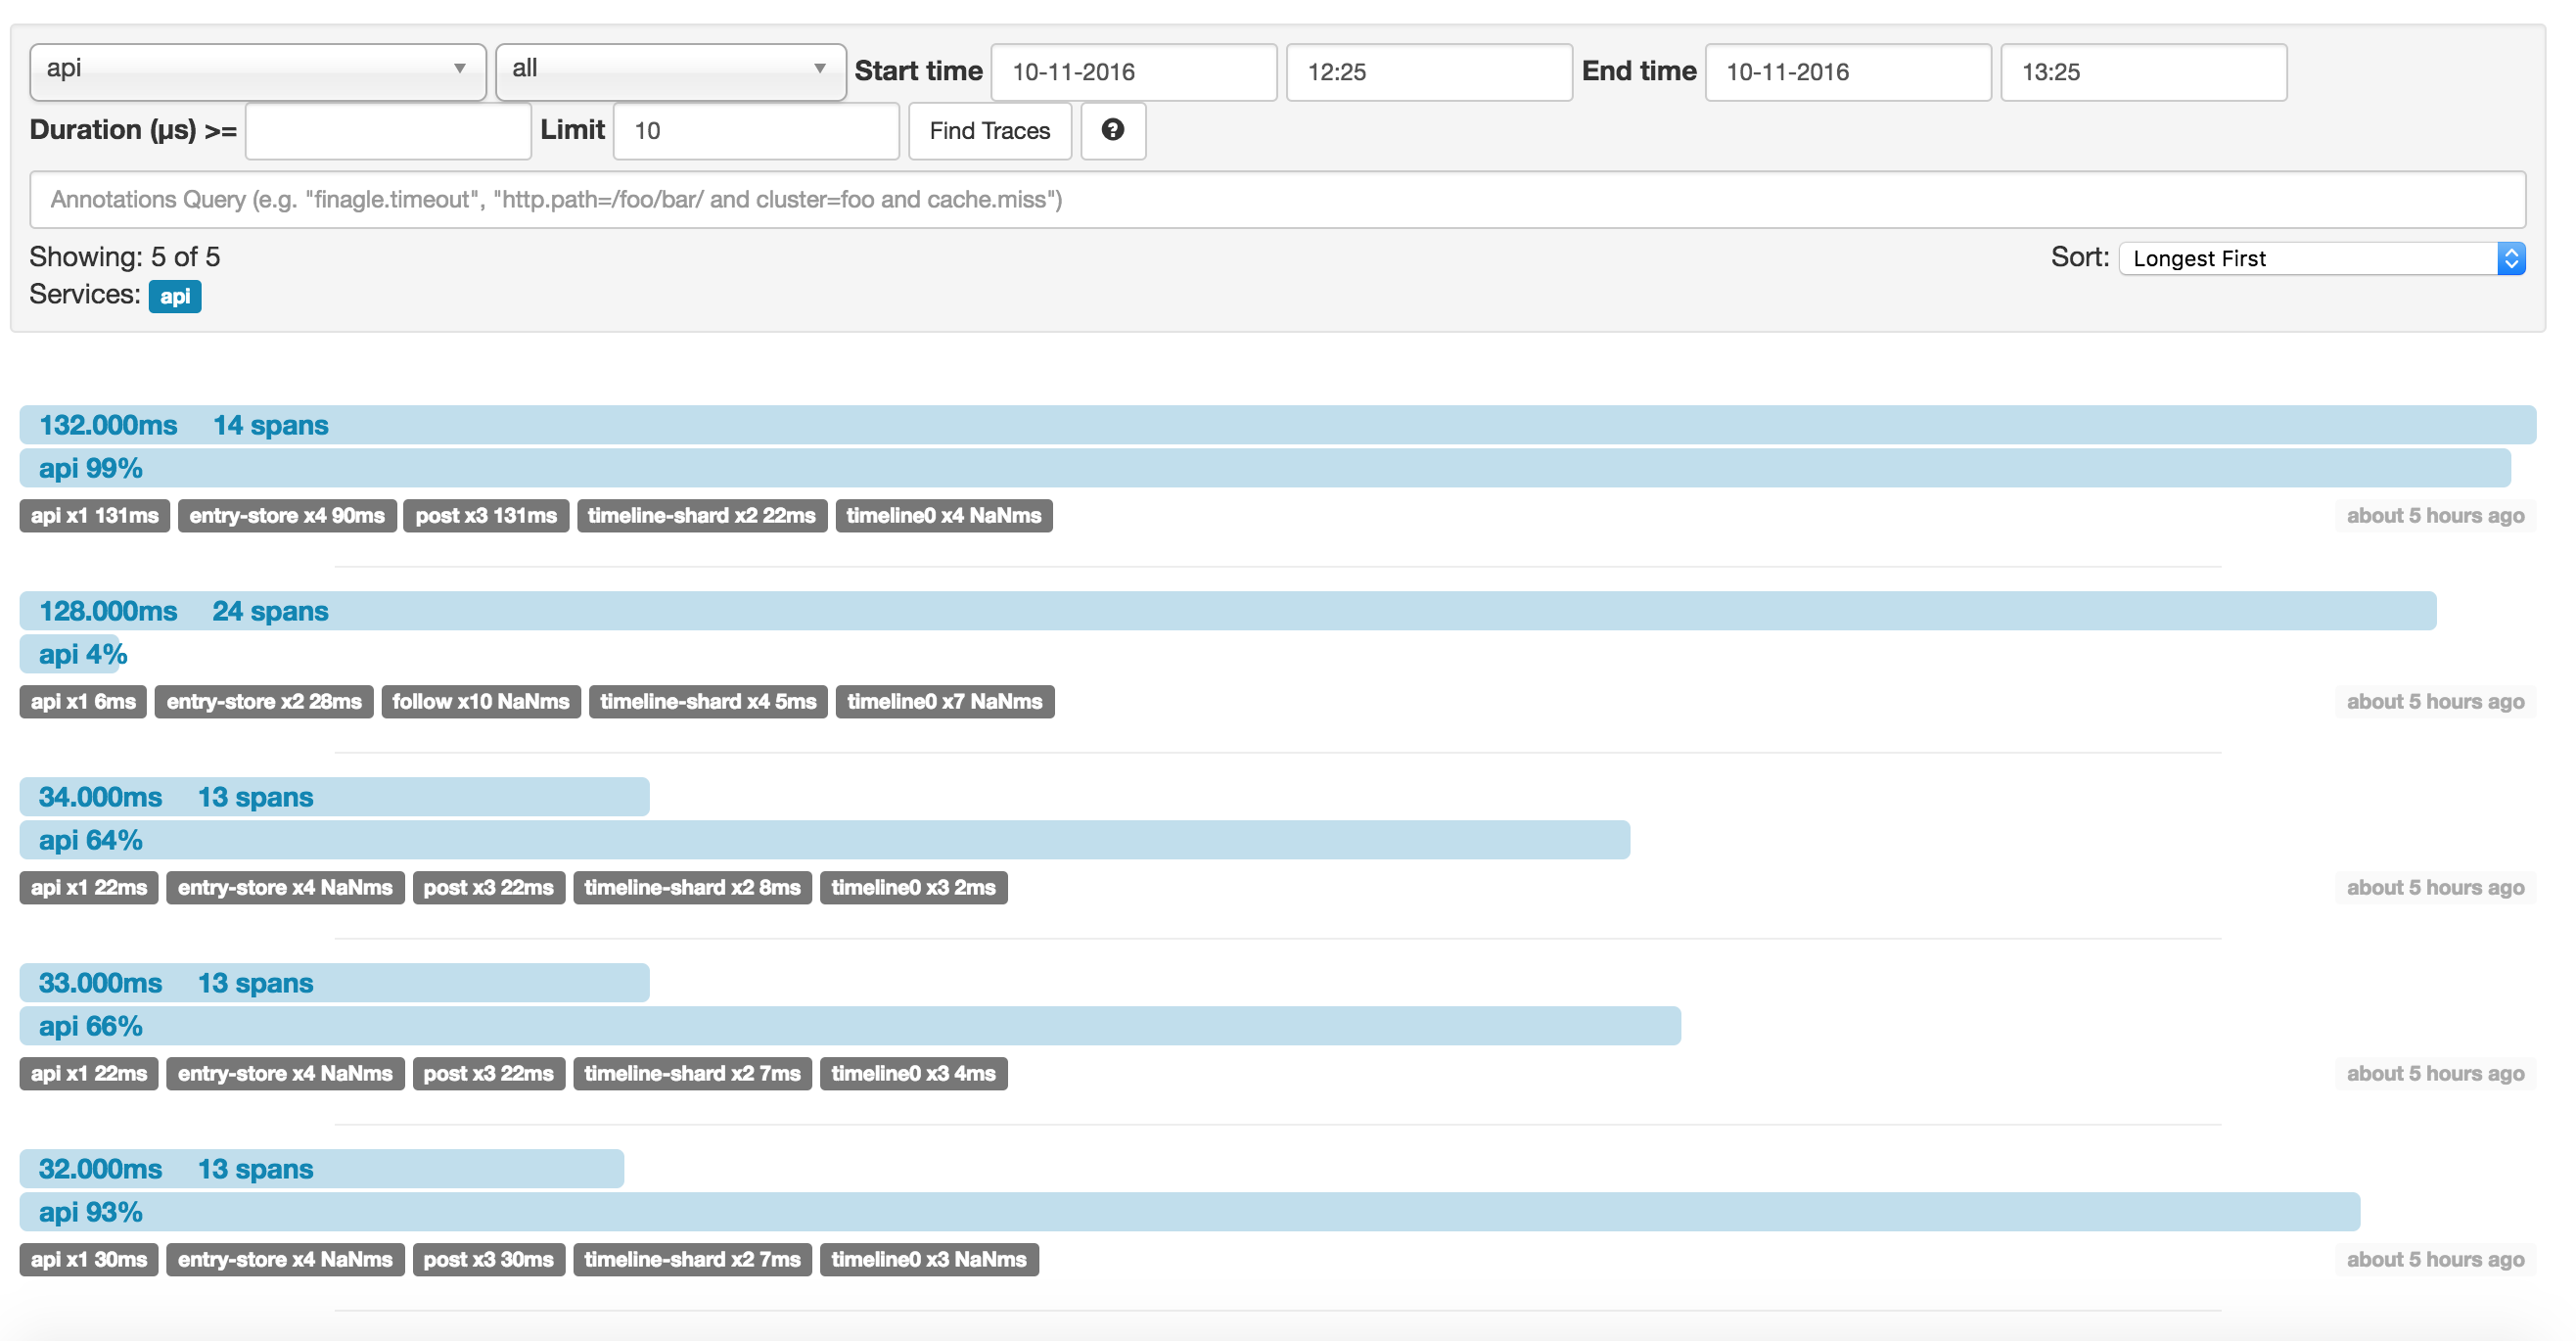 api all Start time 10-11-2016 12:25 End time 10-11-2016 13:25
Duration (µs) >= Limit 10 Find Traces ?
Annotations Query (e.g. "finagle.timeout", "http.path=/foo/bar/ and cluster=foo and cache.miss")
Showing: 5 of 5 Sort: Longest First
Services: api
132.000ms 14 spans
api 99%
api x1 131ms entry-store x4 90ms post x3 131ms timeline-shard x2 22ms timeline0 x4 NaNms about 5 hours ago
128.000ms 24 spans
api 4%
api x1 6ms entry-store x2 28ms follow x10 NaNms timeline-shard x4 5ms timeline0 x7 NaNms about 5 hours ago
34.000ms 13 spans
api 64%
api x1 22ms entry-store x4 NaNms post x3 22ms timeline-shard x2 8ms timeline0 x3 2ms about 5 hours ago
33.000ms 13 spans
api 66%
api x1 22ms entry-store x4 NaNms post x3 22ms timeline-shard x2 7ms timeline0 x3 4ms about 5 hours ago
32.000ms 13 spans
api 93%
api x1 30ms entry-store x4 NaNms post x3 30ms timeline-shard x2 7ms timeline0 x3 NaNms about 5 hours ago